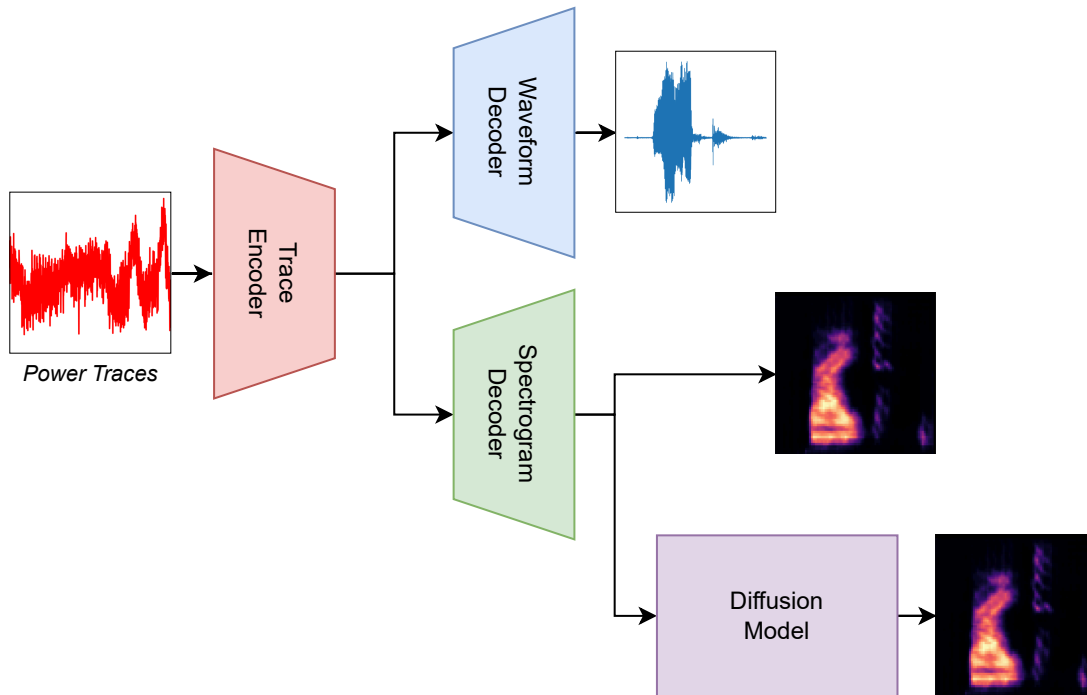 Power Traces
Trace
Encoder
Waveform
Decoder
Spectrogram
Decoder
Diffusion
Model